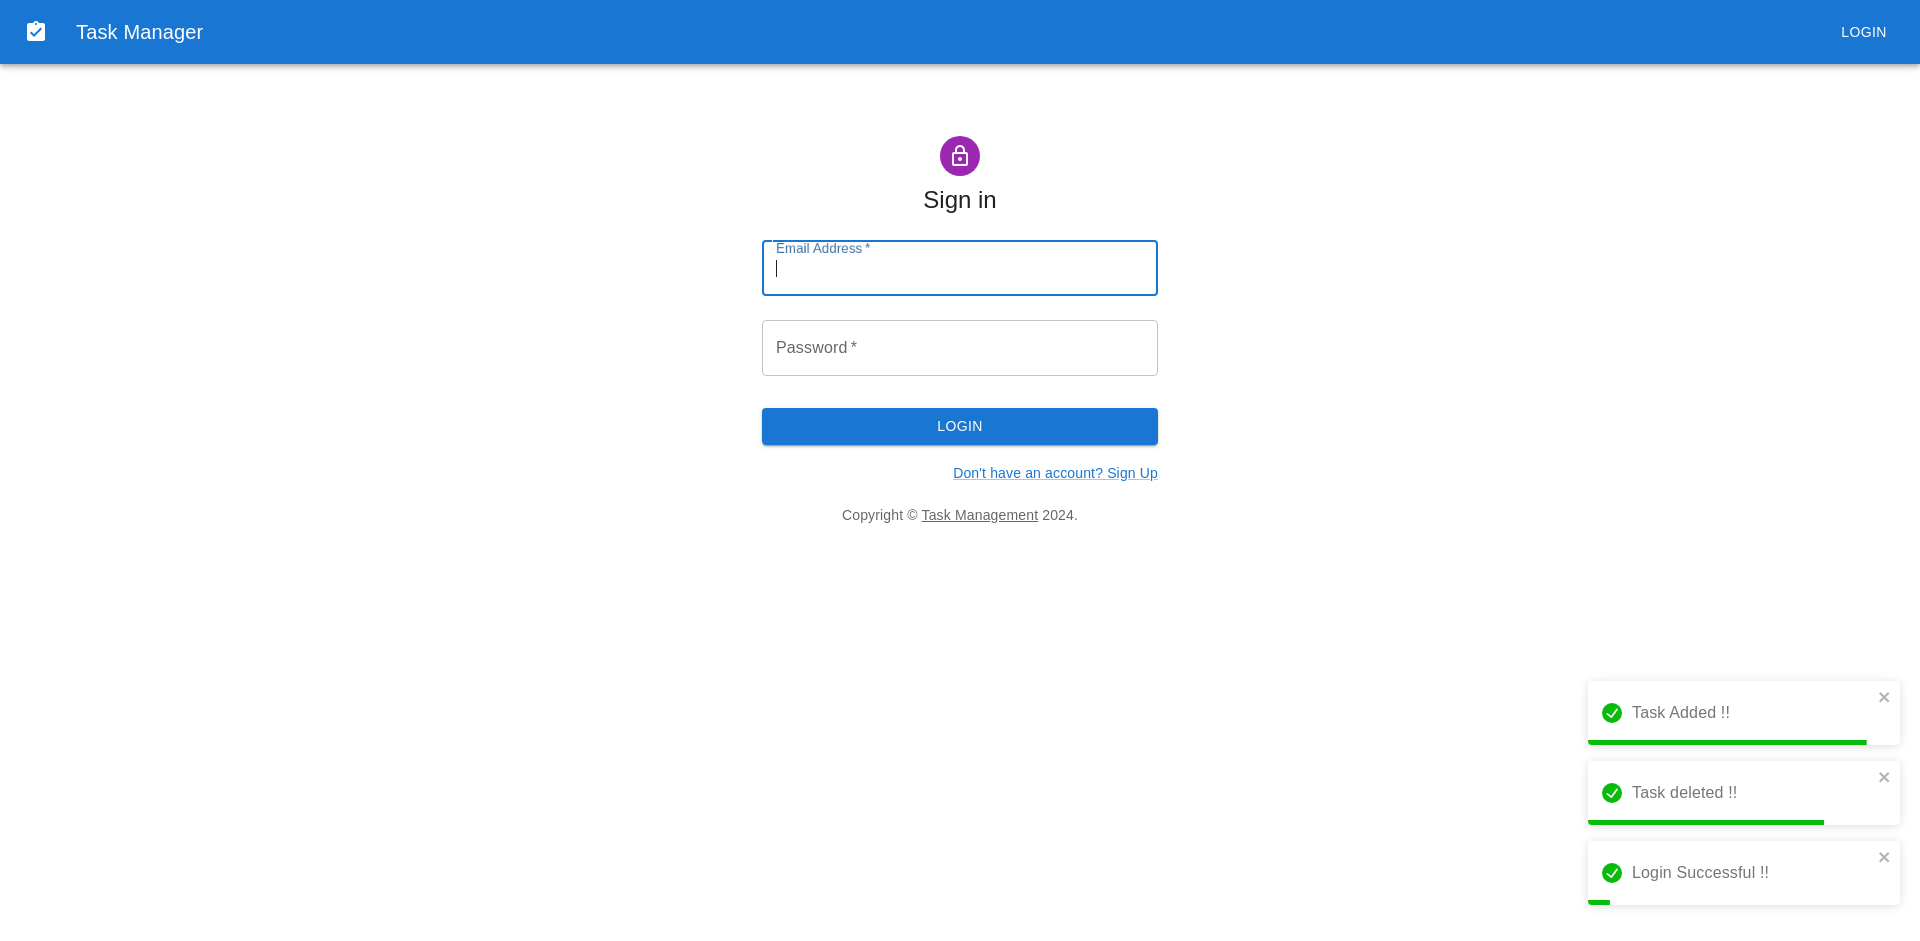 Task Manager
LOGIN
Sign in
Email Address *
Password *
LOGIN
Don't have an account? Sign Up
Copyright © Task Management 2024.
Task Added !!
Task deleted !!
Login Successful !!